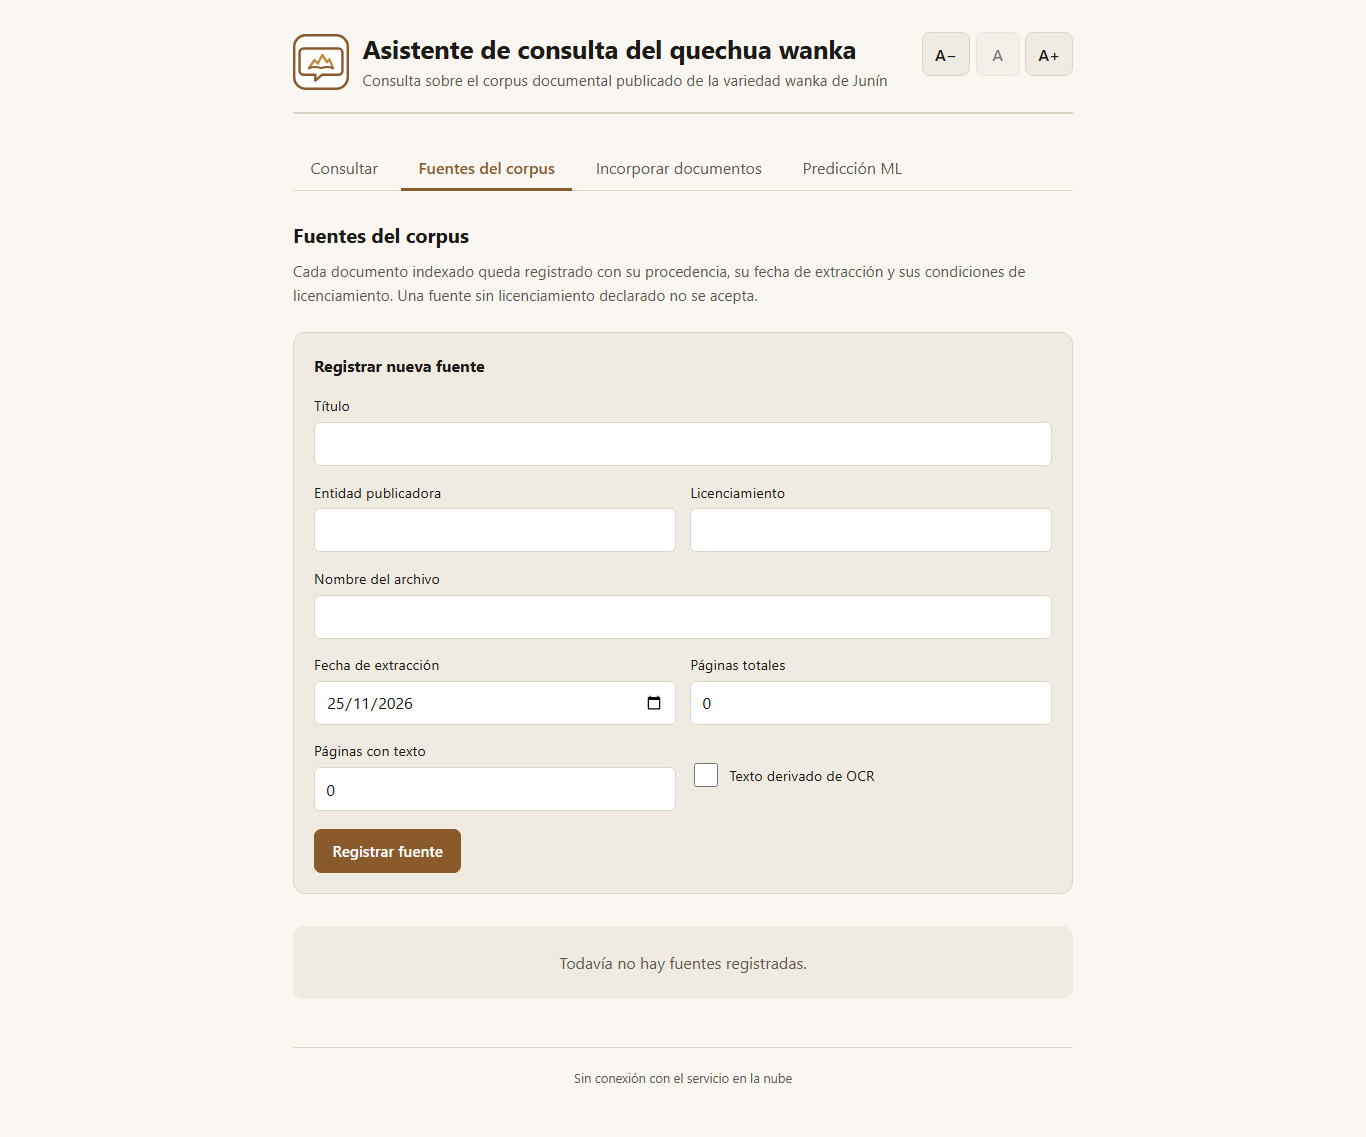 Asistente de consulta del quechua wanka
Consulta sobre el corpus documental publicado de la variedad wanka de Junín
A− A A+
Consultar Fuentes del corpus Incorporar documentos Predicción ML
Fuentes del corpus
Cada documento indexado queda registrado con su procedencia, su fecha de extracción y sus condiciones de
licenciamiento. Una fuente sin licenciamiento declarado no se acepta.
Registrar nueva fuente
Título
Entidad publicadora Licenciamiento
Nombre del archivo
Fecha de extracción Páginas totales
25/11/2026 0
Páginas con texto
0 Texto derivado de OCR
Registrar fuente
Todavía no hay fuentes registradas.
Sin conexión con el servicio en la nube